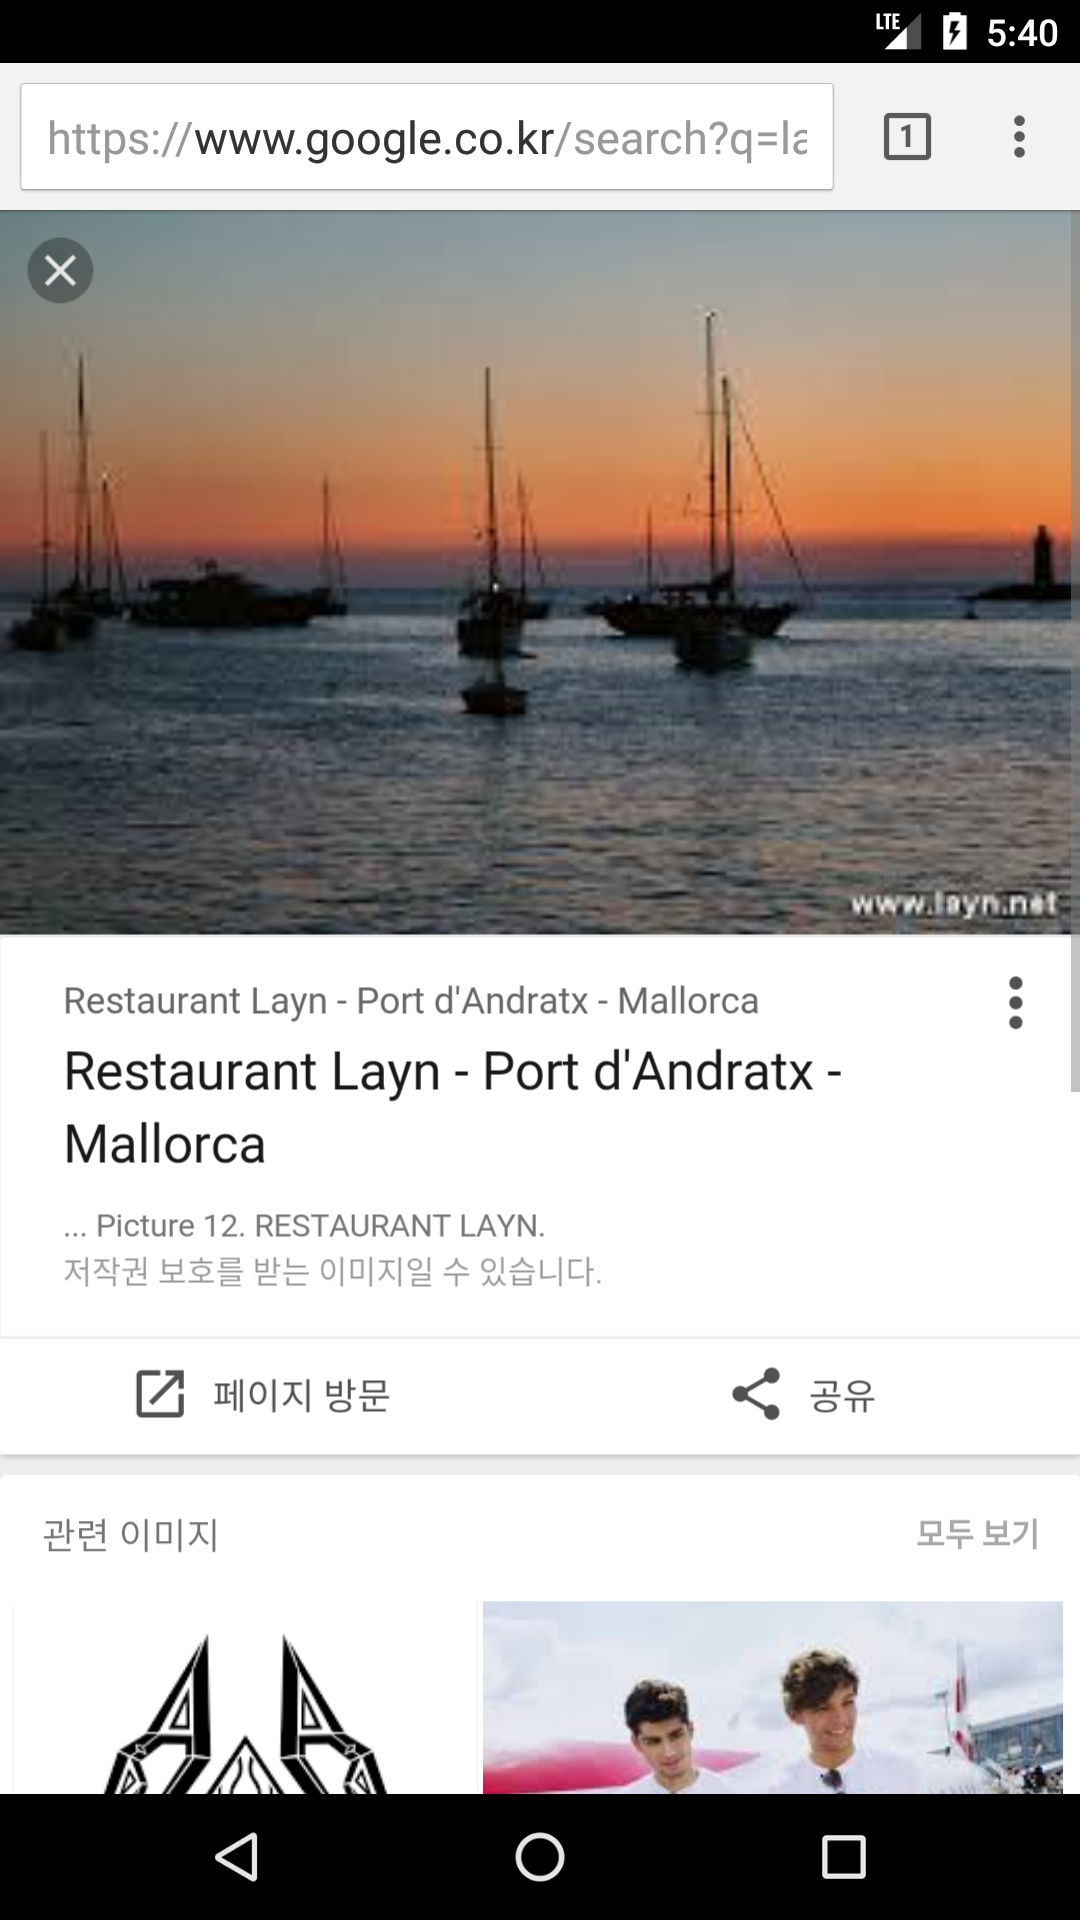 LTE 5:40
https://www.google.co.kr/search?q=la
1
www.layn.net
Restaurant Layn - Port d'Andratx - Mallorca
Restaurant Layn - Port d'Andratx -
Mallorca
... Picture 12. RESTAURANT LAYN.
저작권 보호를 받는 이미지일 수 있습니다.
페이지 방문 공유
관련 이미지 모두 보기